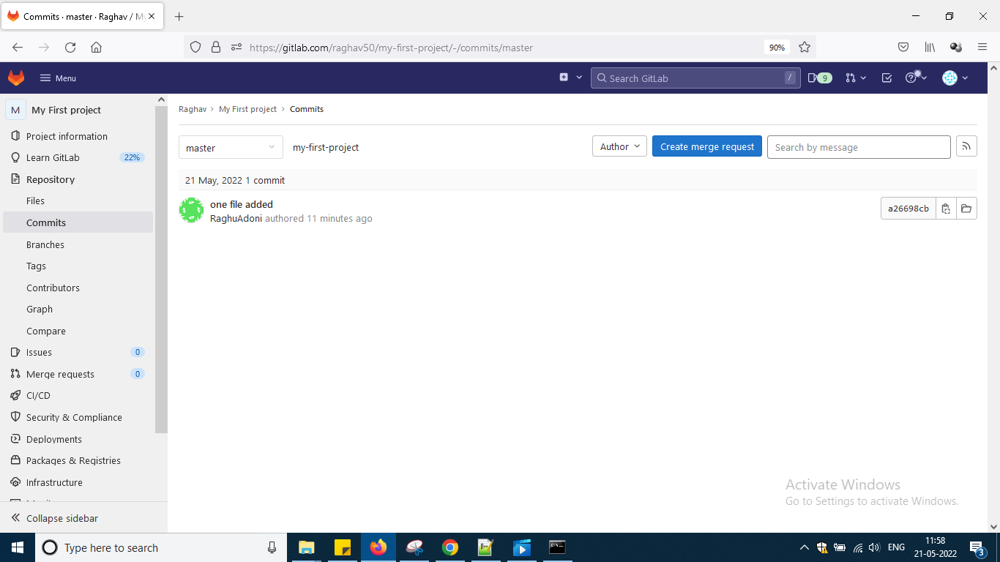 Commits · master · Raghav / My
https://gitlab.com/raghav50/my-first-project/-/commits/master
90%
Menu
Search GitLab
/
9
M
My First project
Project information
Learn GitLab
22%
Repository
Files
Commits
Branches
Tags
Contributors
Graph
Compare
Issues
0
Merge requests
0
CI/CD
Security & Compliance
Deployments
Packages & Registries
Infrastructure
Collapse sidebar
Raghav › My First project › Commits
master
my-first-project
Author
Create merge request
Search by message
21 May, 2022 1 commit
one file added
RaghuAdoni authored 11 minutes ago
a26698cb
Activate Windows
Go to Settings to activate Windows.
Type here to search
ENG
11:58
21-05-2022
3